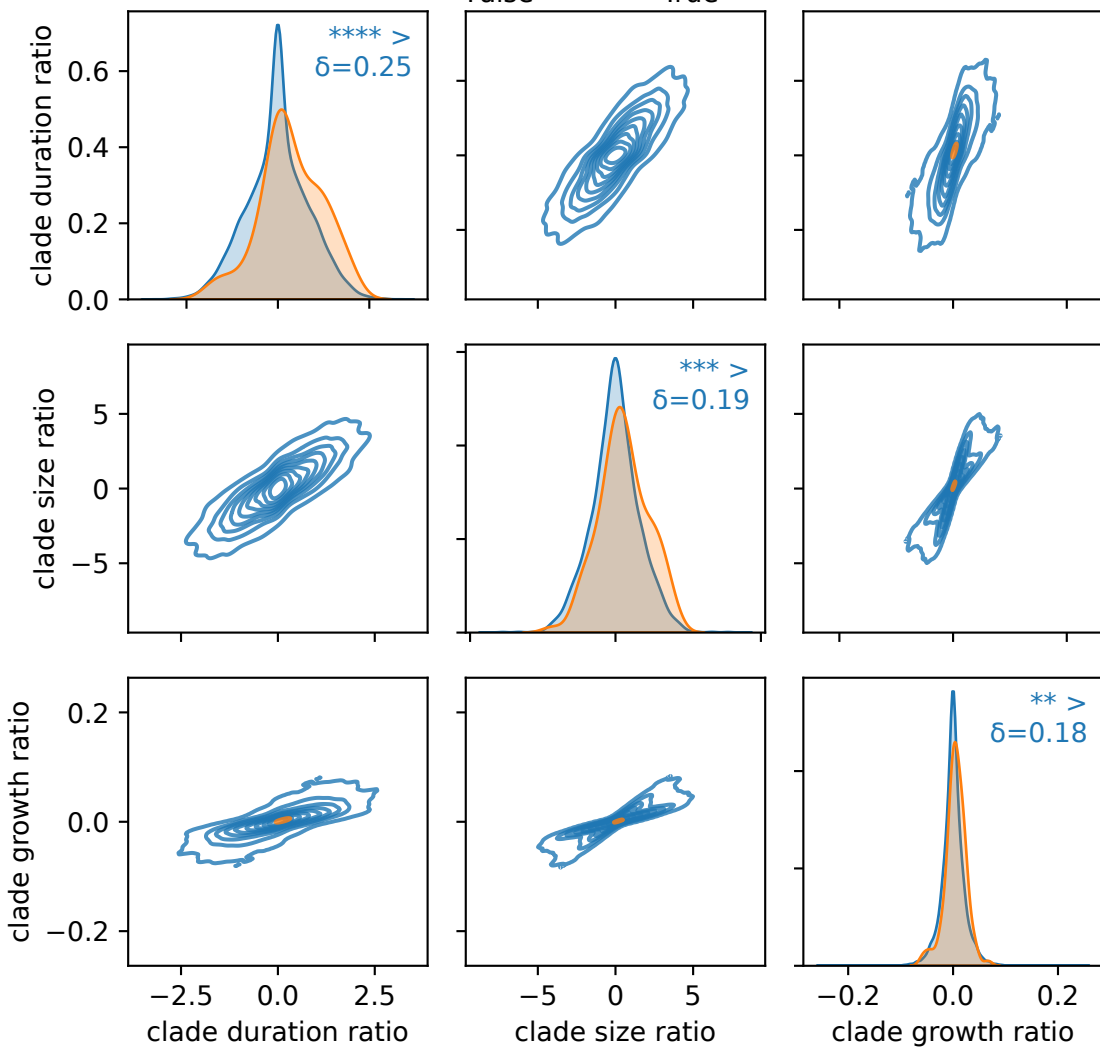 **** >
δ=0.25
clade duration ratio
0.6
0.4
0.2
0.0
*** >
δ=0.19
clade size ratio
5
0
−5
** >
δ=0.18
clade growth ratio
0.2
0.0
−0.2
−2.5 0.0 2.5
−5 0 5
−0.2 0.0 0.2
clade duration ratio
clade size ratio
clade growth ratio